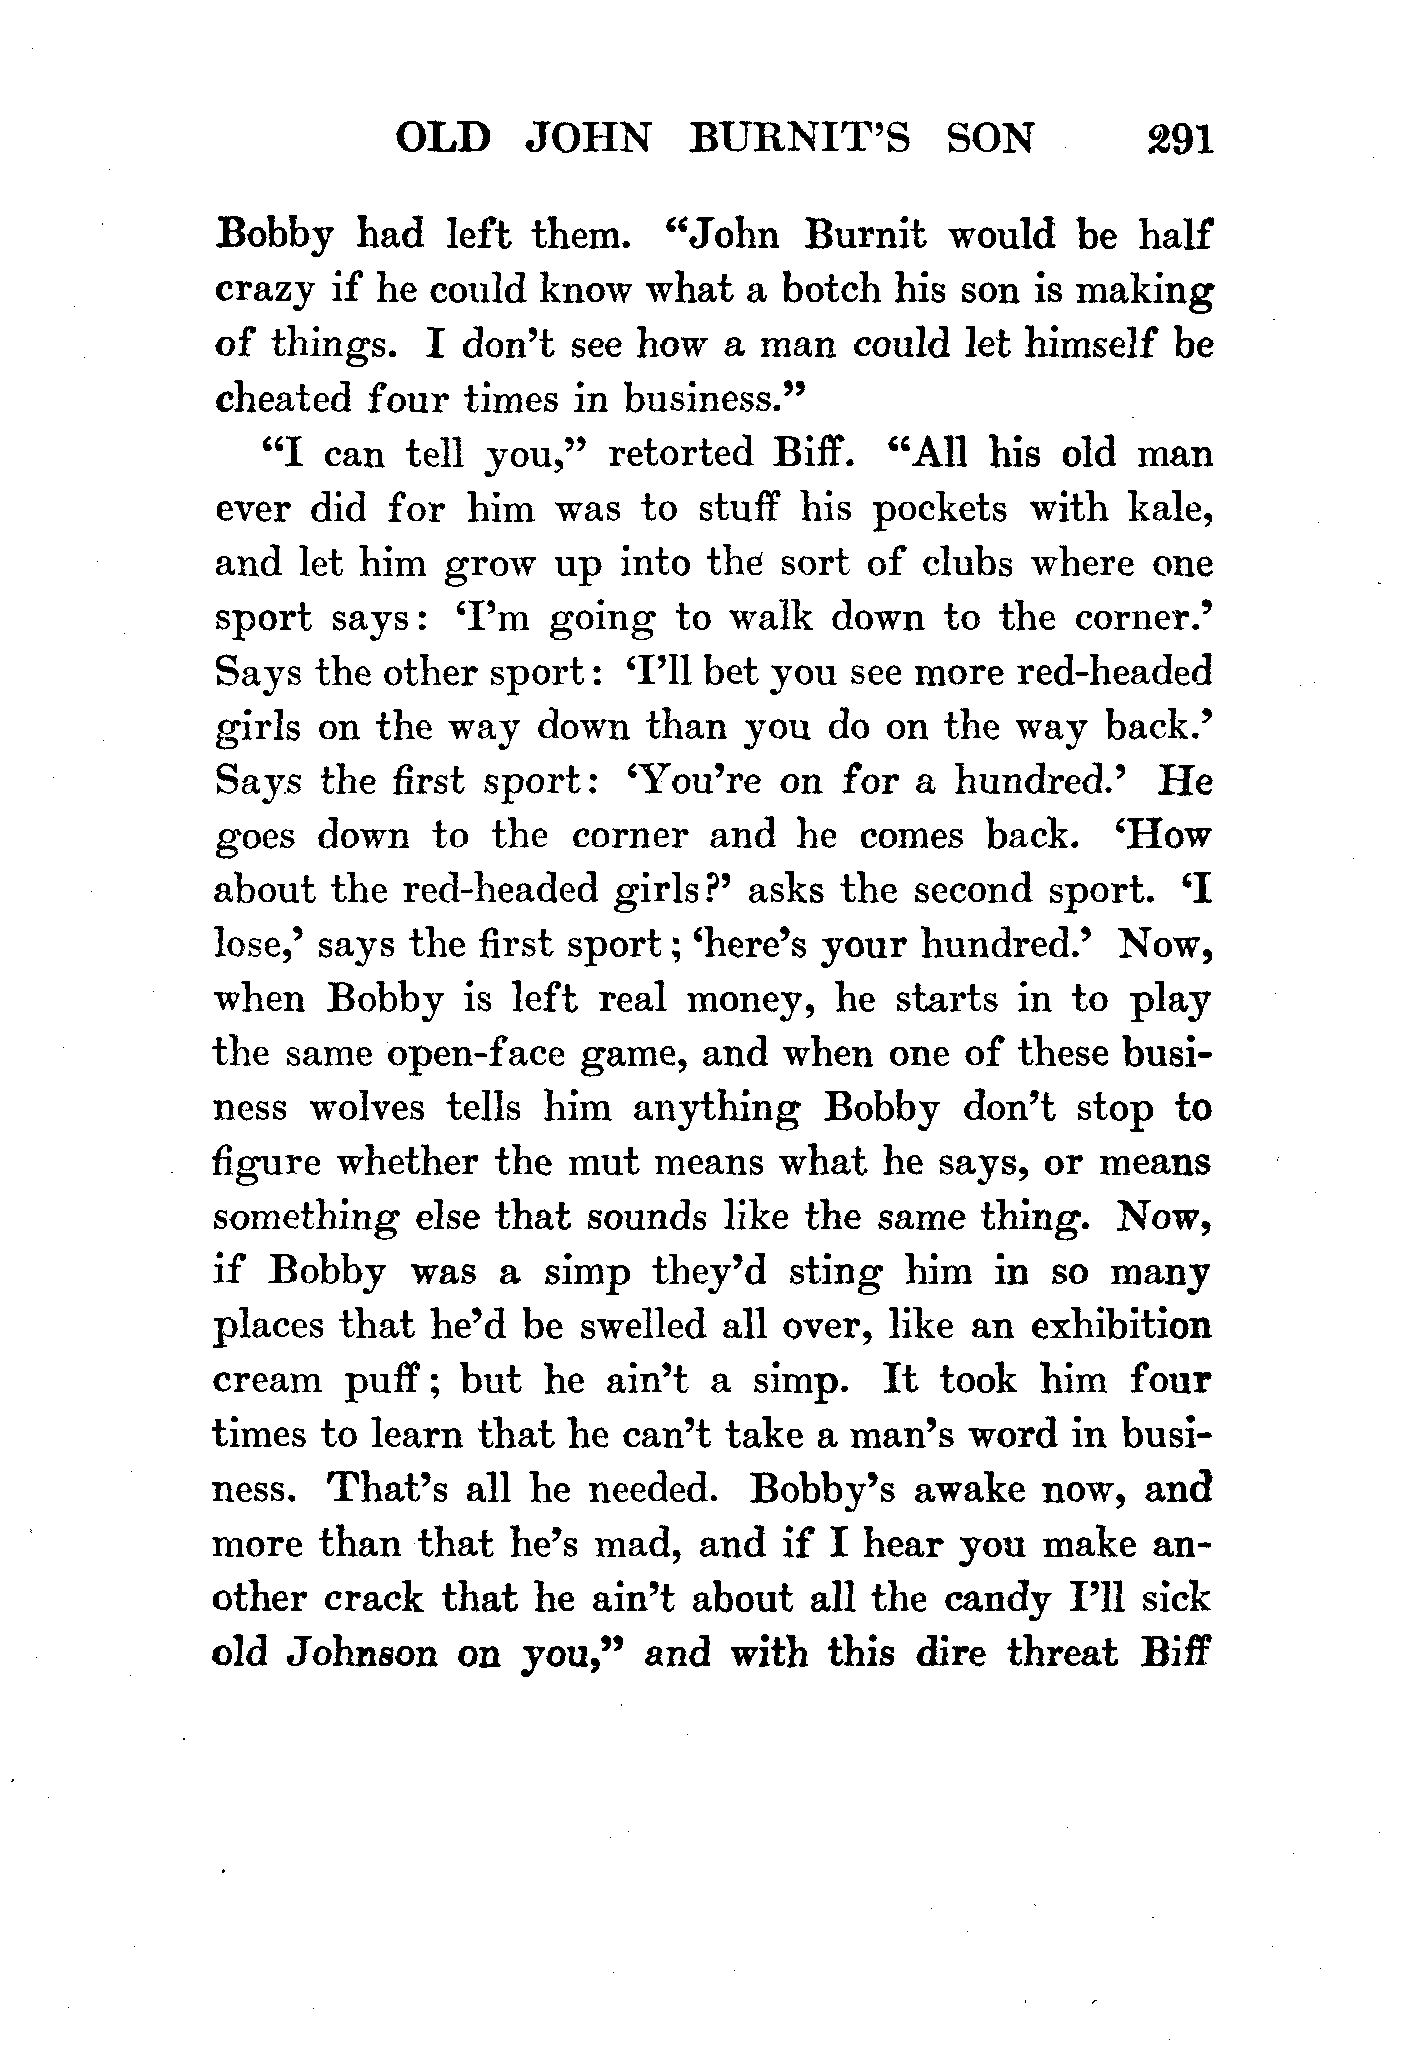 OLD JOHN BURNIT'S SON 291
Bobby had left them. “John Burnit would be half
crazy if he could know what a botch his son is making
of things. I don’t see how a man could let himself be
cheated four times in business.”
“I can tell you,” retorted Biff. “All his old man
ever did for him was to stuff his pockets with kale,
and let him grow up into the sort of clubs where one
sport says: ‘I’m going to walk down to the corner.’
Says the other sport: ‘I’ll bet you see more red-headed
girls on the way down than you do on the way back.’
Says the first sport: ‘You’re on for a hundred.’ He
goes down to the corner and he comes back. ‘How
about the red-headed girls?’ asks the second sport. ‘I
lose,’ says the first sport; ‘here’s your hundred.’ Now,
when Bobby is left real money, he starts in to play
the same open-face game, and when one of these busi-
ness wolves tells him anything Bobby don’t stop to
figure whether the mut means what he says, or means
something else that sounds like the same thing. Now,
if Bobby was a simp they’d sting him in so many
places that he’d be swelled all over, like an exhibition
cream puff; but he ain’t a simp. It took him four
times to learn that he can’t take a man’s word in busi-
ness. That’s all he needed. Bobby’s awake now, and
more than that he’s mad, and if I hear you make an-
other crack that he ain’t about all the candy I’ll sick
old Johnson on you,” and with this dire threat Biff